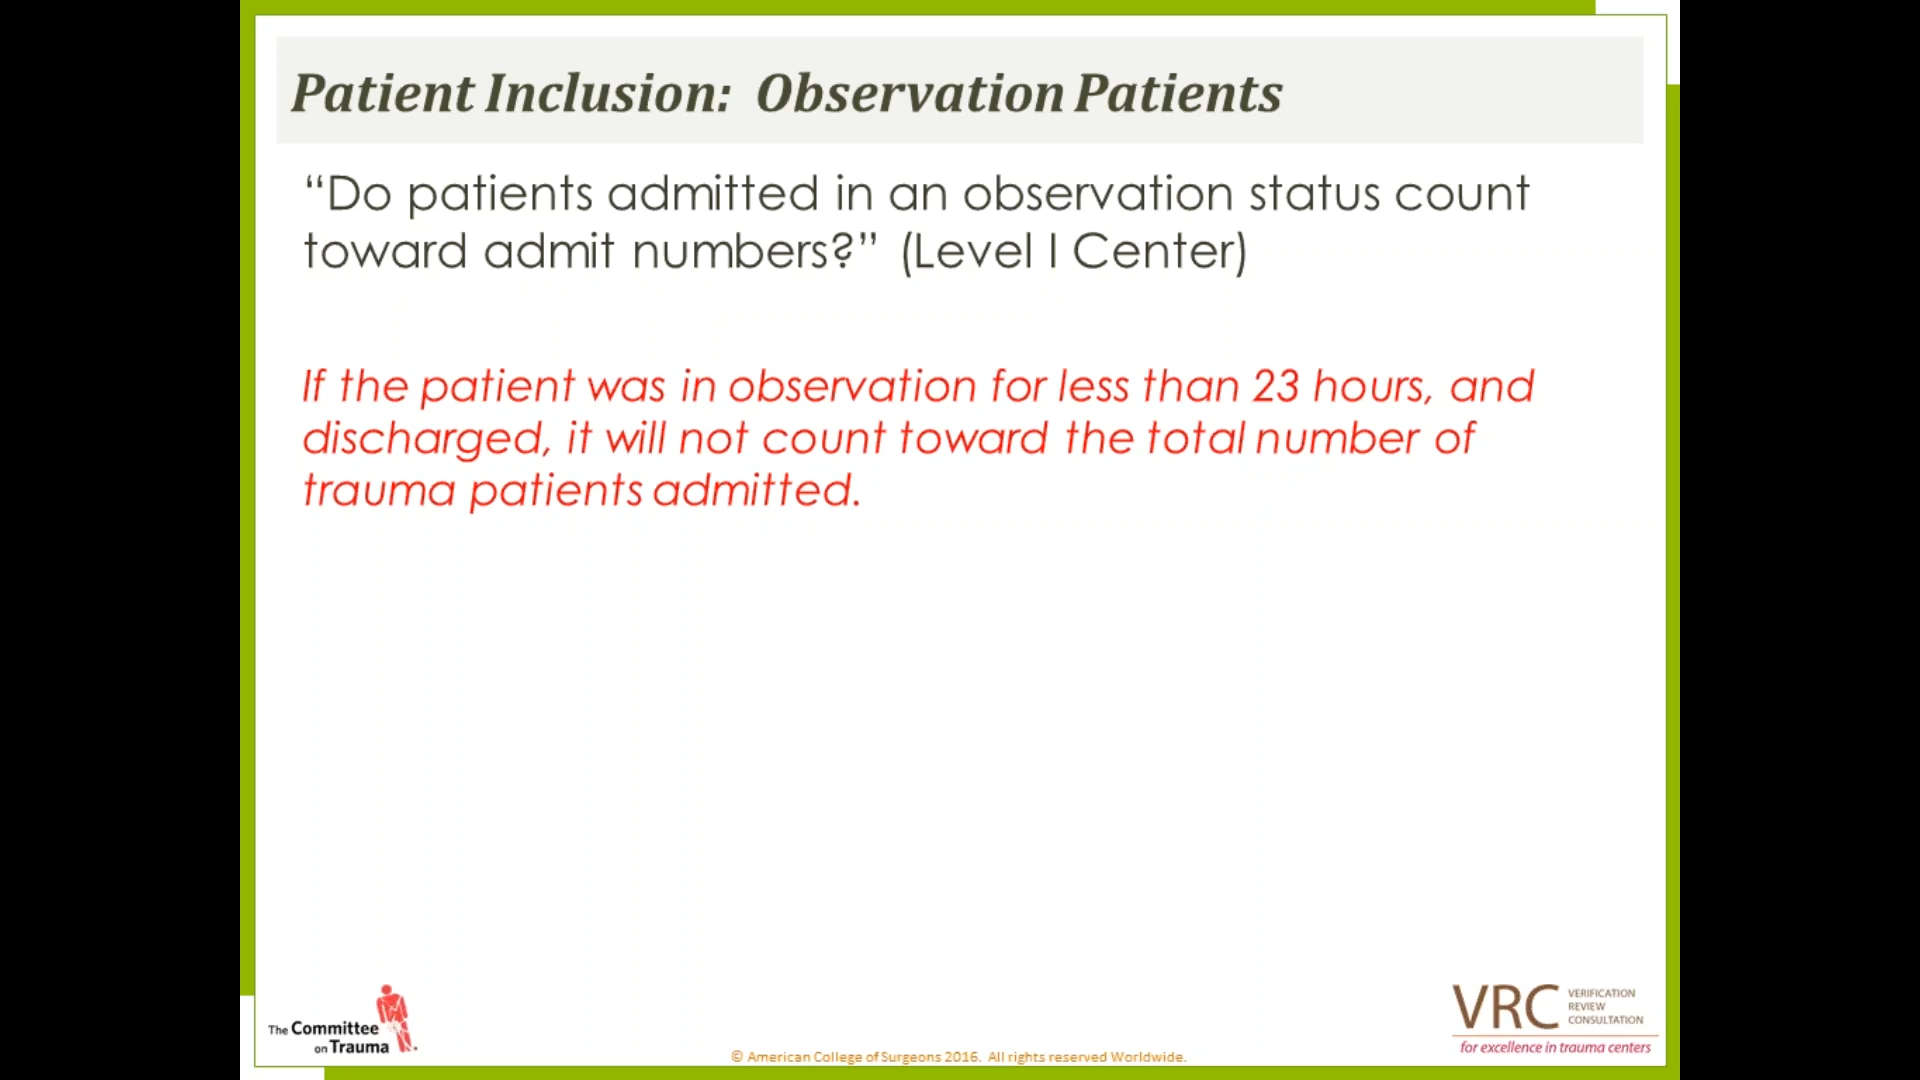 Patient Inclusion: Observation Patients
“Do patients admitted in an observation status count
toward admit numbers?” (Level I Center)
If the patient was in observation for less than 23 hours, and
discharged, it will not count toward the total number of
trauma patients admitted.
The Committee
on Trauma
© American College of Surgeons 2016. All rights reserved Worldwide.
VRC
VERIFICATION
REVIEW
CONSULTATION
for excellence in trauma centers